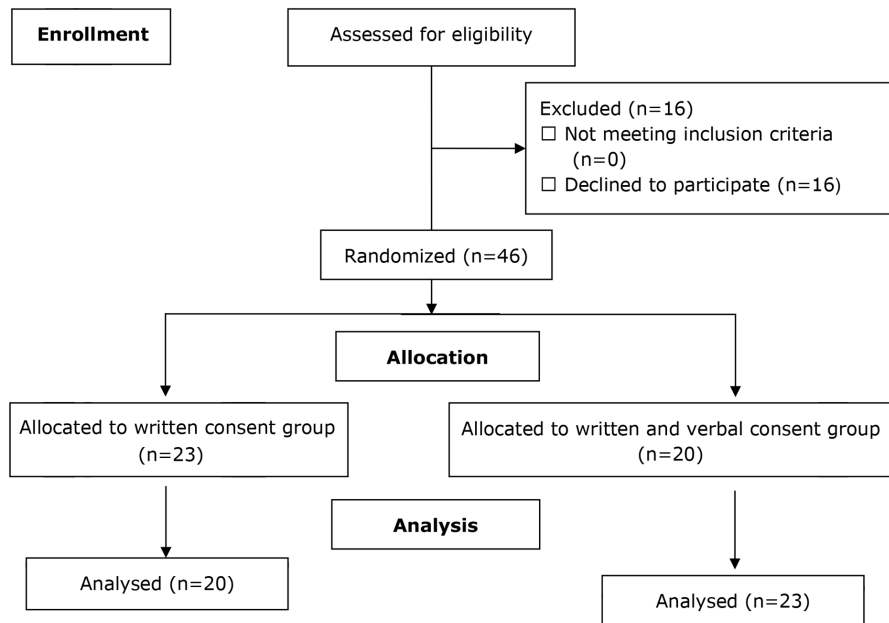 Enrollment
Assessed for eligibility
Excluded (n=16)
☐ Not meeting inclusion criteria
(n=0)
☐ Declined to participate (n=16)
Randomized (n=46)
Allocation
Allocated to written consent group
(n=23)
Allocated to written and verbal consent group
(n=20)
Analysis
Analysed (n=20)
Analysed (n=23)